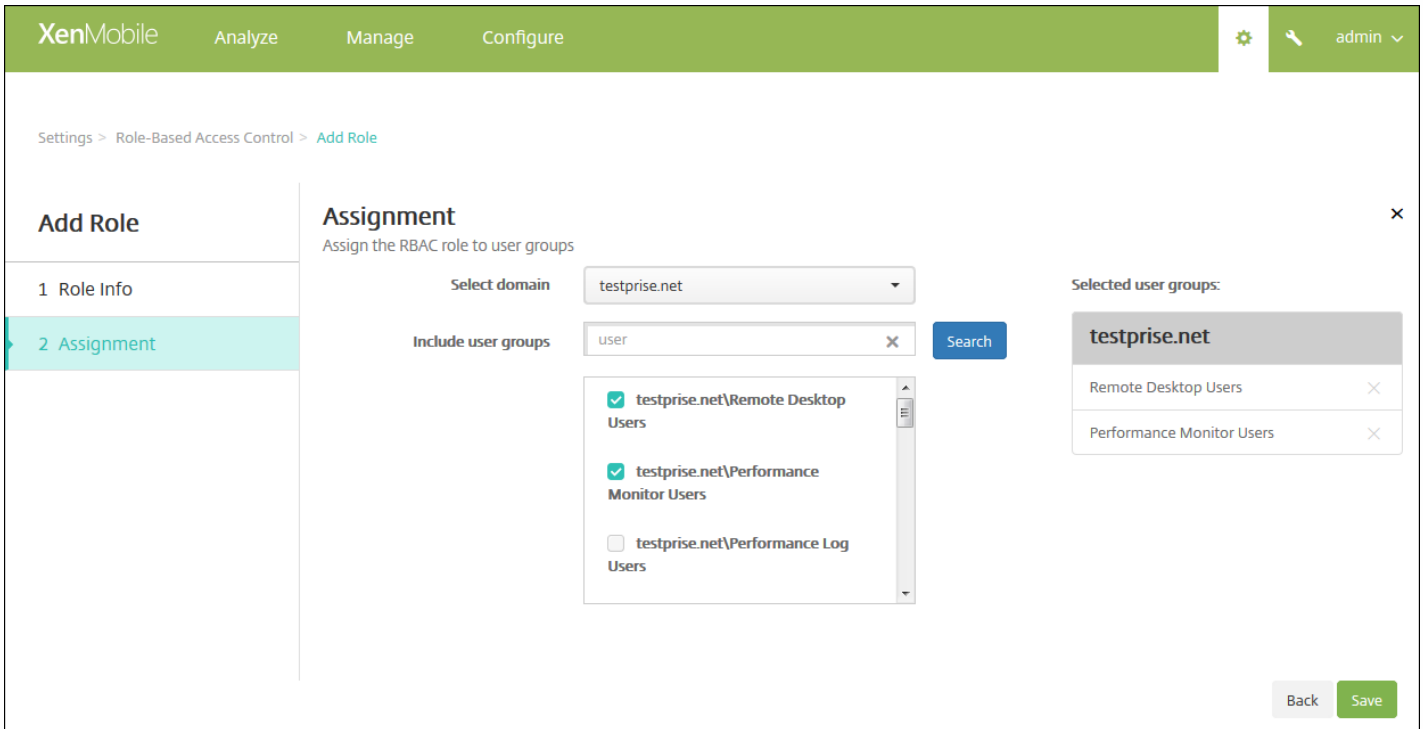 XenMobile Analyze Manage Configure admin
Settings > Role-Based Access Control > Add Role
Add Role
1 Role Info
2 Assignment
Assignment
Assign the RBAC role to user groups
Select domain testprise.net
Include user groups user Search
testprise.net\Remote Desktop
Users
testprise.net\Performance
Monitor Users
testprise.net\Performance Log
Users
Selected user groups:
testprise.net
Remote Desktop Users
Performance Monitor Users
Back Save